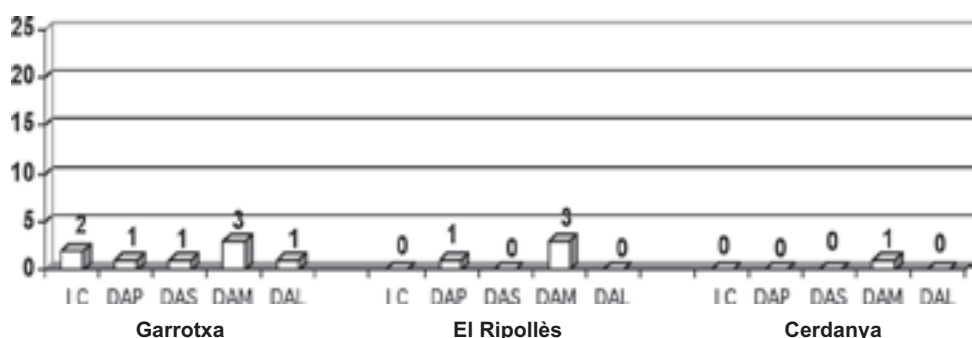 25
20
15
10
5
0
2 1 1 3 1 0 1 0 3 0 0 0 0 1 0
I.C DAP DAS DAM DAL I.C DAP DAS DAM DAL I.C DAP DAS DAM DAL
Garrotxa El Ripollès Cerdanya